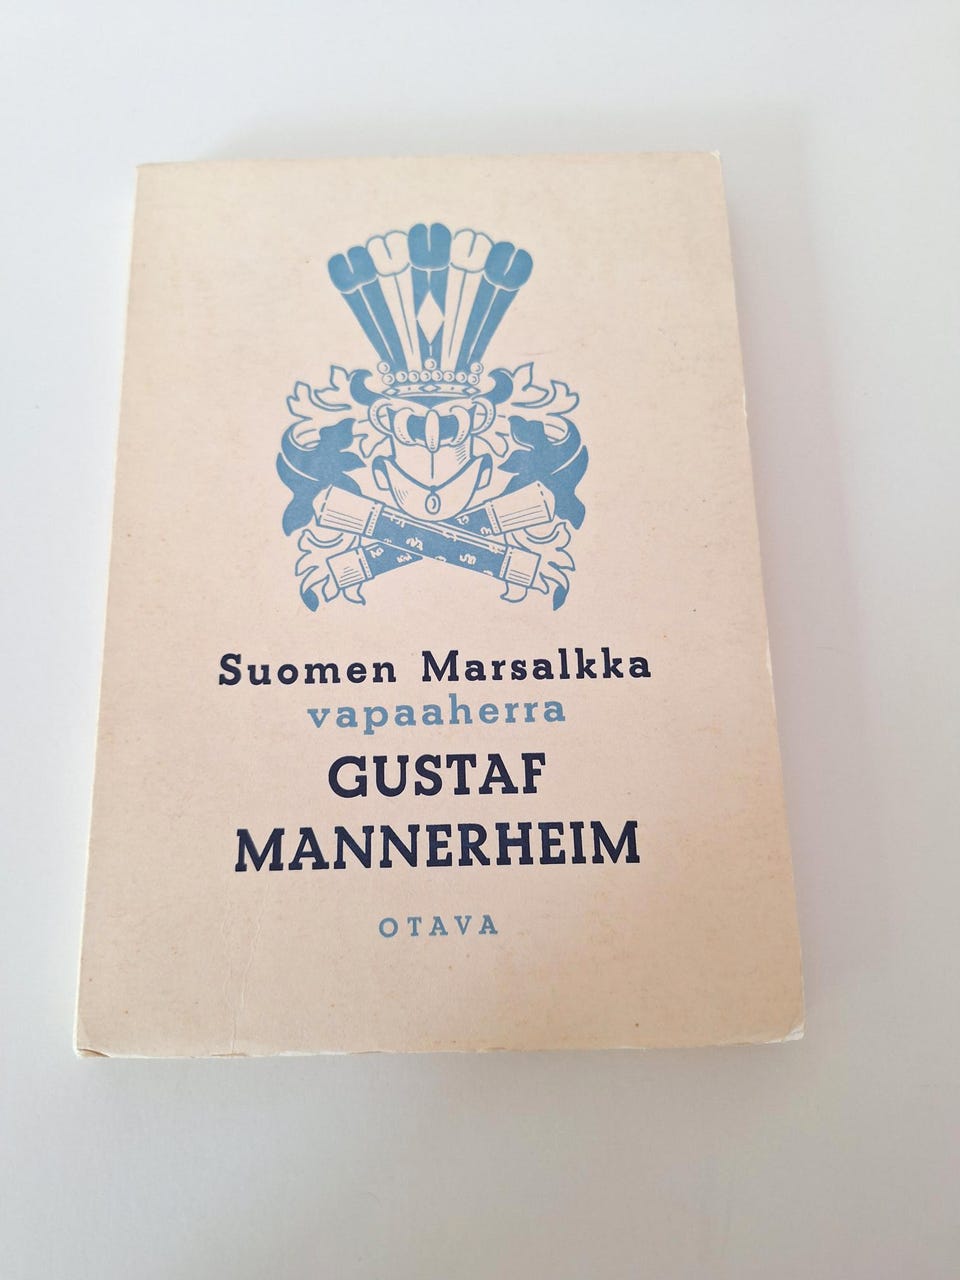 Suomen Marsalkka
vapaaherra
GUSTAF
MANNERHEIM
OTAVA